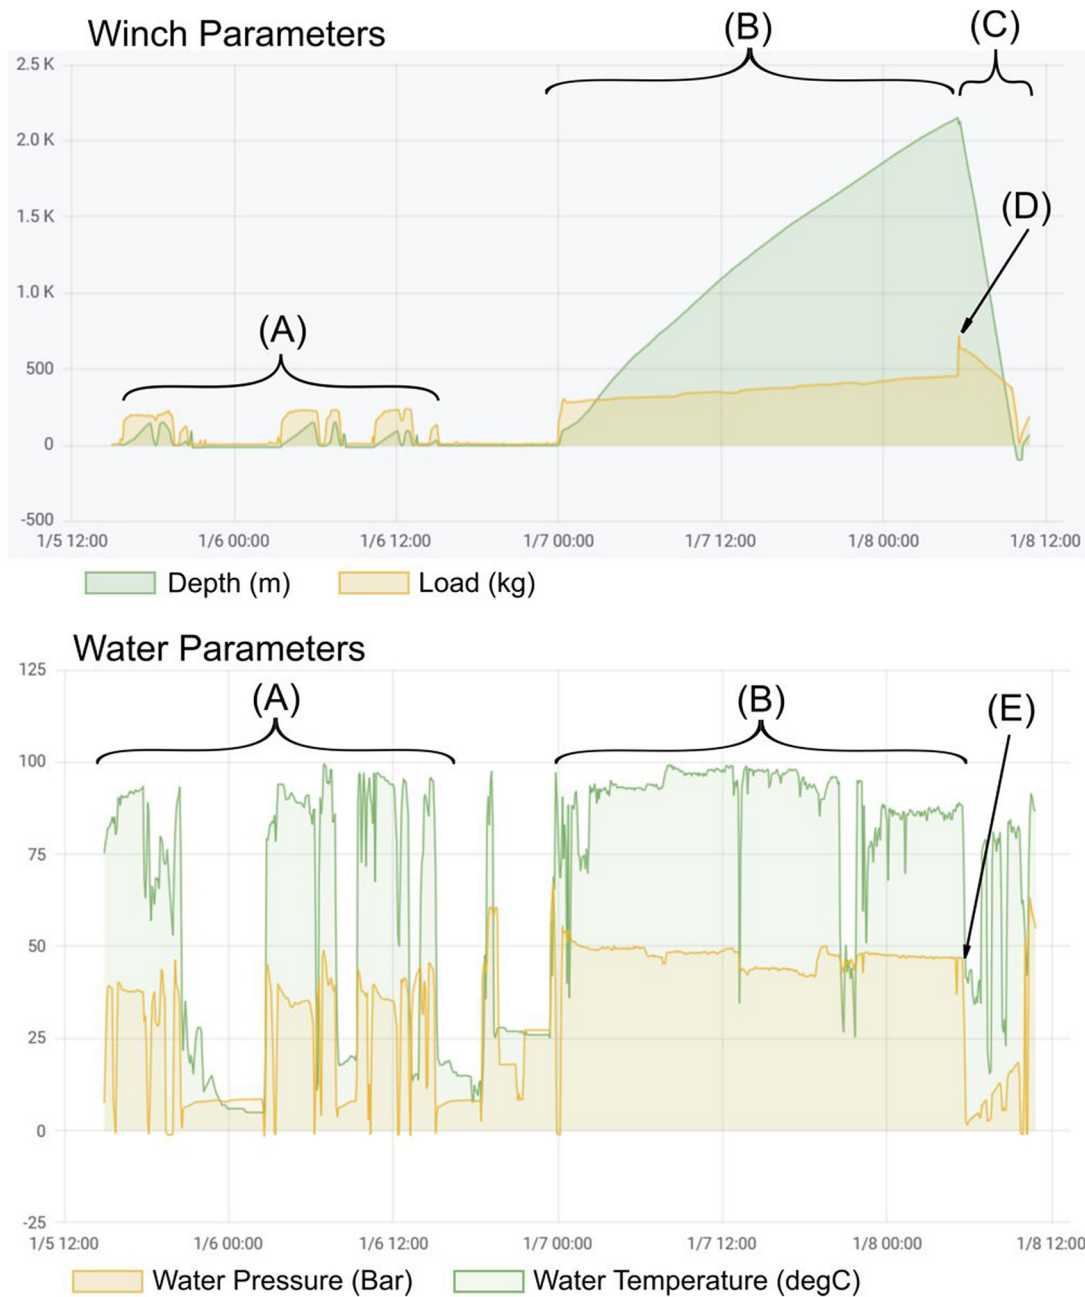 Winch Parameters
(B)
(C)
2.5 K
2.0 K
(D)
1.5 K
1.0 K
(A)
500
0
-500
1/5 12:00 1/6 00:00 1/6 12:00 1/7 00:00 1/7 12:00 1/8 00:00 1/8 12:00
Depth (m) Load (kg)
Water Parameters
125
(A) (B) (E)
100
75
50
25
0
-25
1/5 12:00 1/6 00:00 1/6 12:00 1/7 00:00 1/7 12:00 1/8 00:00 1/8 12:00
Water Pressure (Bar) Water Temperature (degC)